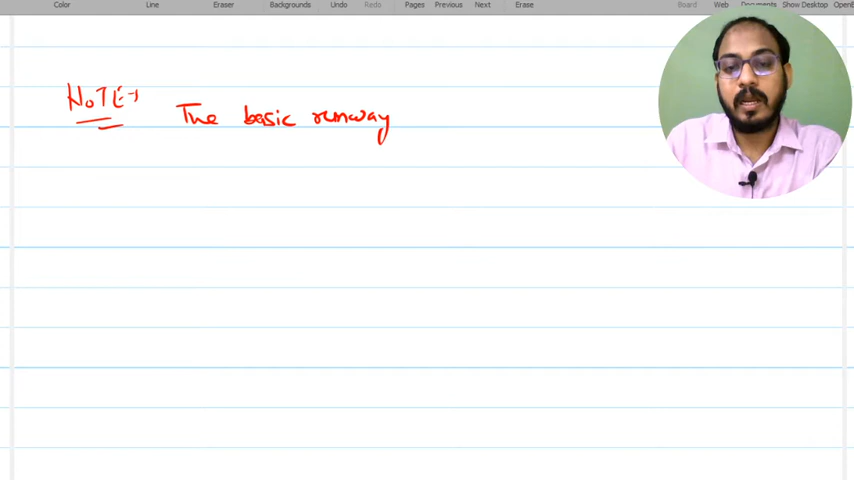 Color Line Eraser Backgrounds Undo Redo Pages Previous Next Erase Board Web Documents Show Desktop
NOTE:-
The basic runway